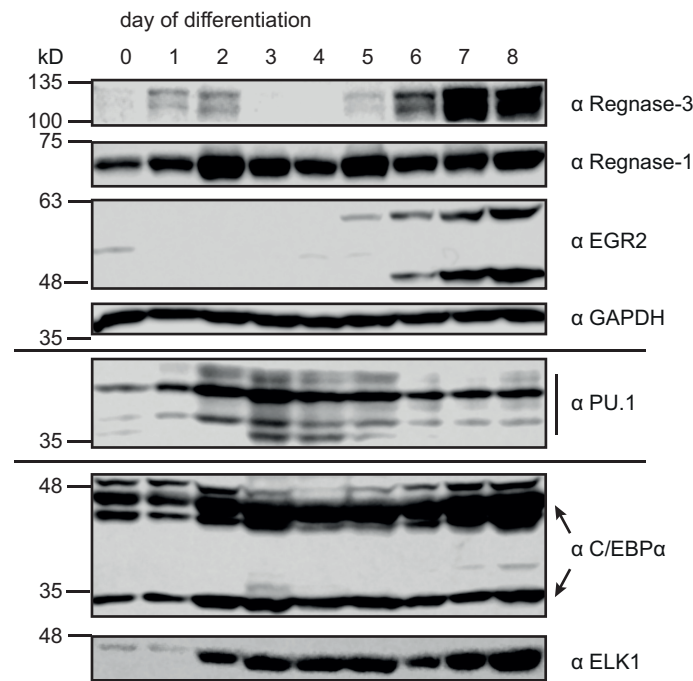 day of differentiation
kD 0 1 2 3 4 5 6 7 8
135
α Regnase-3
100
75
α Regnase-1
63
α EGR2
48
α GAPDH
35
α PU.1
35
48
α C/EBPα
35
48
α ELK1